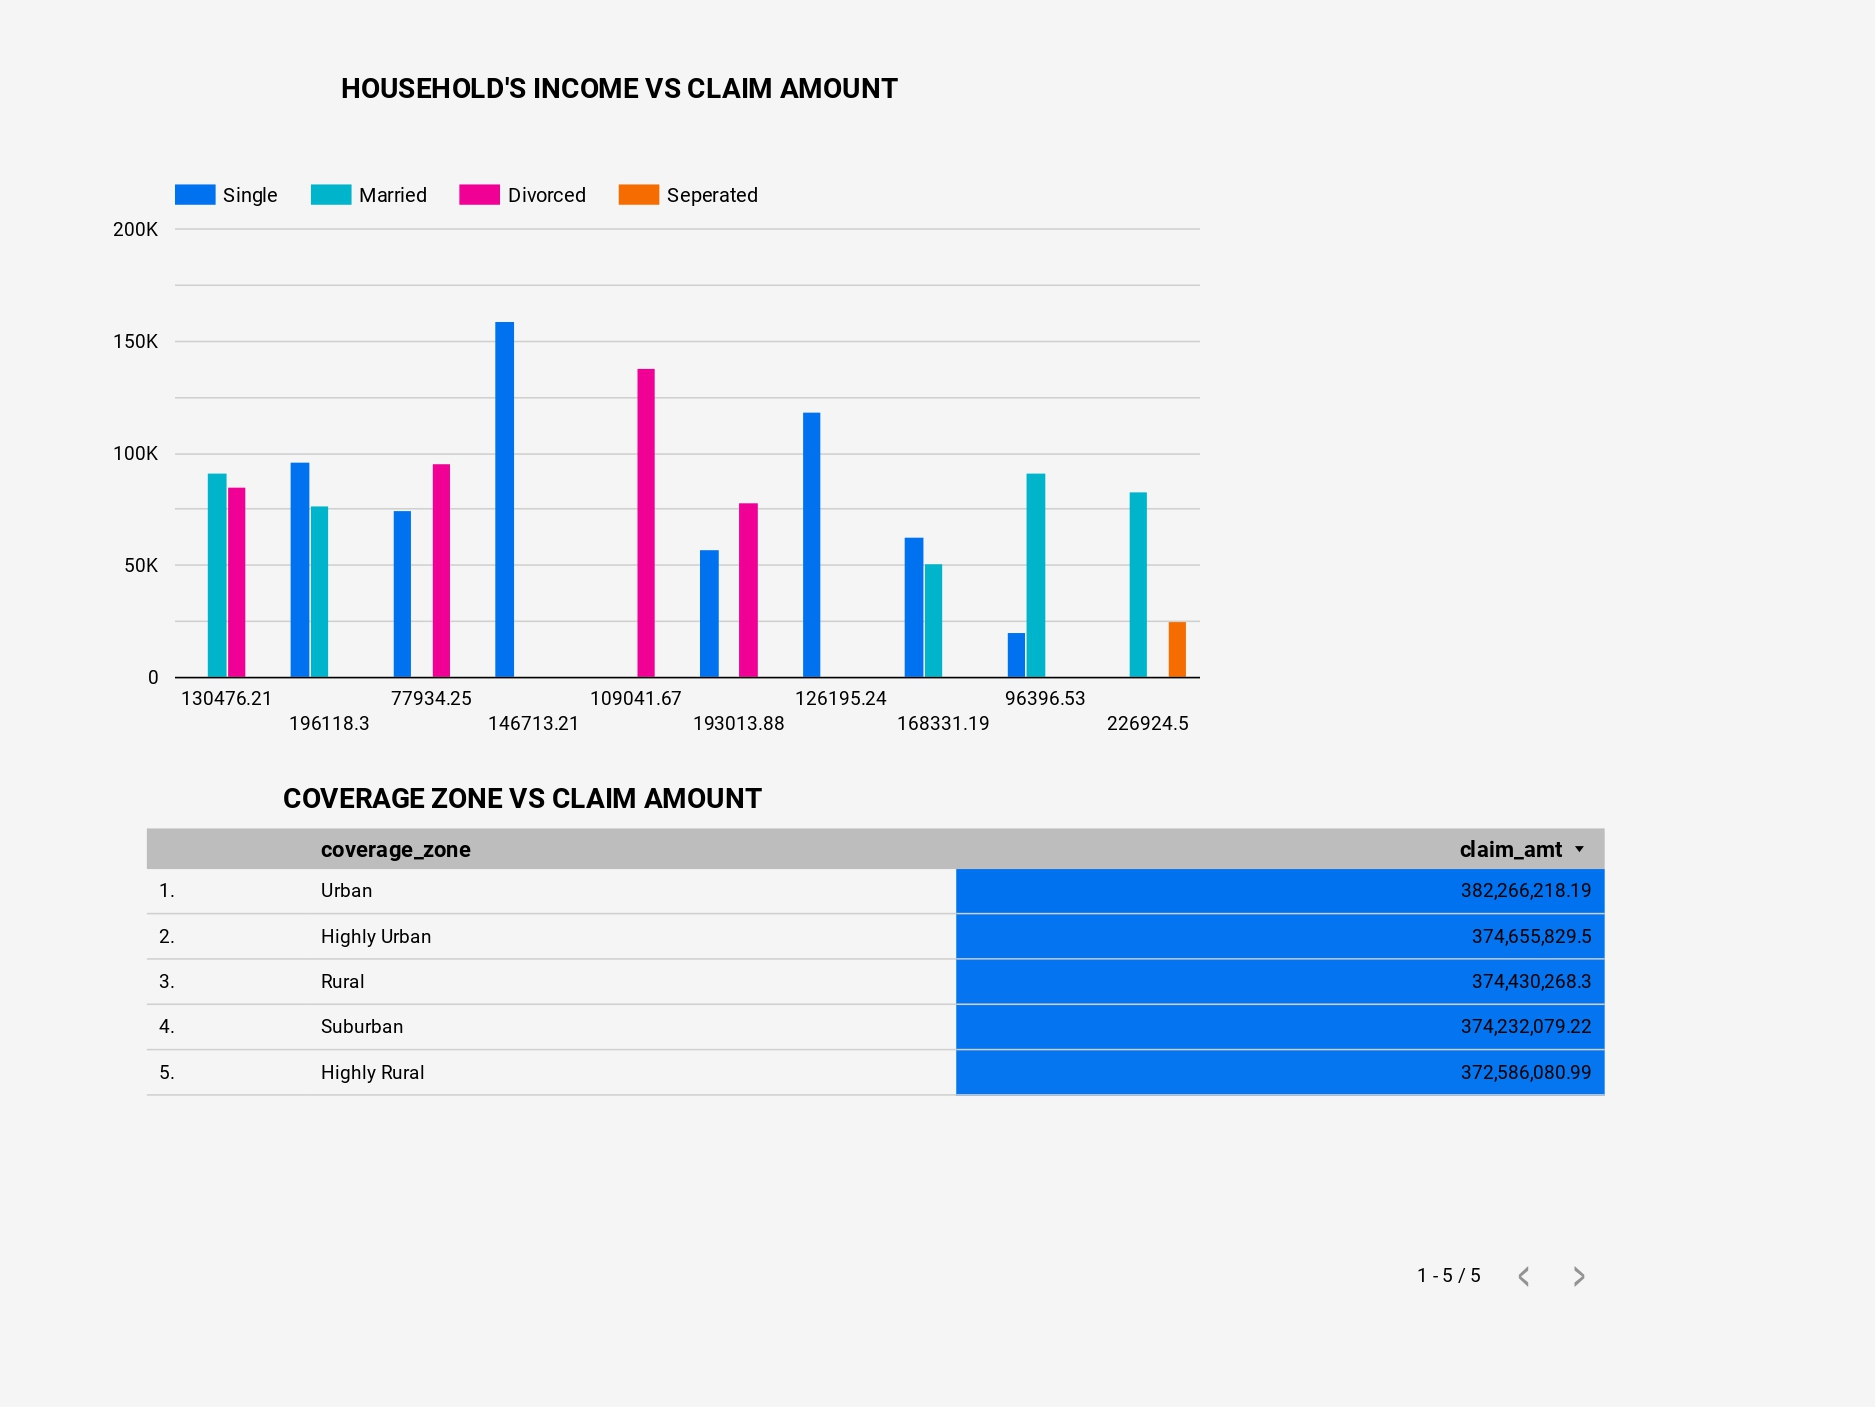 HOUSEHOLD'S INCOME VS CLAIM AMOUNT
Single Married Divorced Seperated
200K
150K
100K
50K
0
130476.21 77934.25 109041.67 126195.24 96396.53
196118.3 146713.21 193013.88 168331.19 226924.5
COVERAGE ZONE VS CLAIM AMOUNT
coverage_zone claim_amt
1. Urban 382,266,218.19
2. Highly Urban 374,655,829.5
3. Rural 374,430,268.3
4. Suburban 374,232,079.22
5. Highly Rural 372,586,080.99
1 - 5 / 5